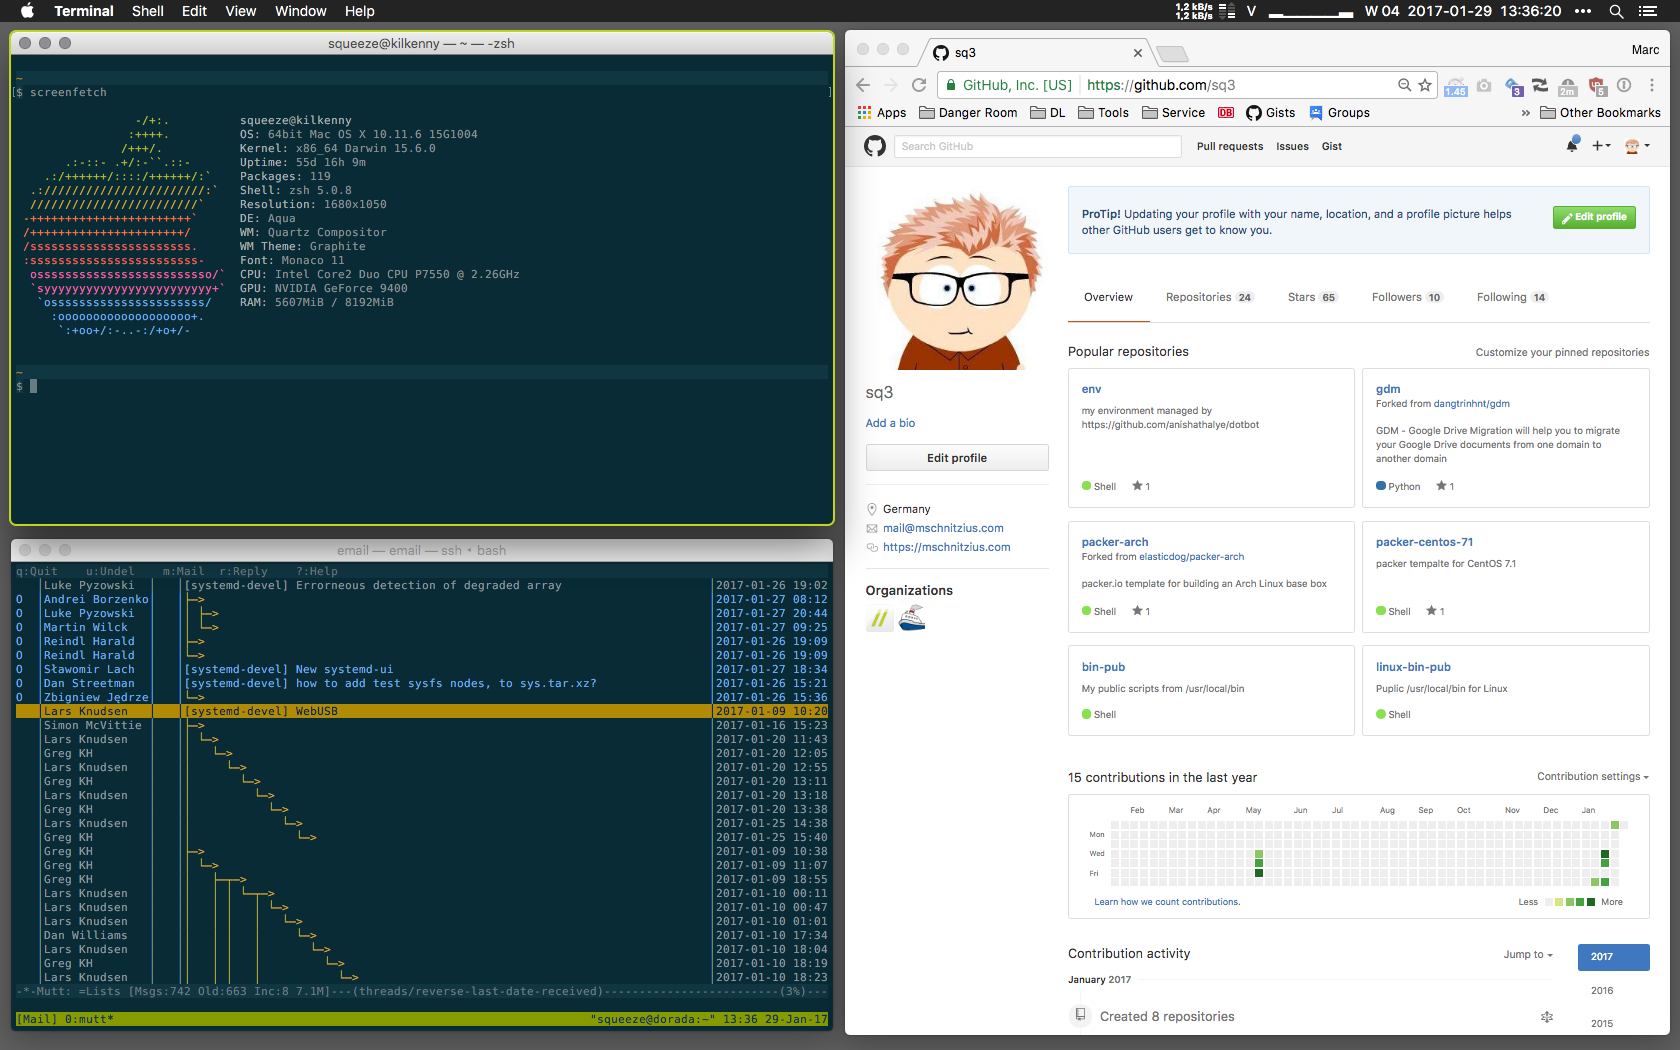 Terminal Shell Edit View Window Help
1,2 kB/s
1,2 kB/s
V W 04 2017-01-29 13:36:20
squeeze@kilkenny — ~ — -zsh
~
[$ screenfetch ]
-/+:. squeeze@kilkenny
:++++. OS: 64bit Mac OS X 10.11.6 15G1004
/+++/. Kernel: x86_64 Darwin 15.6.0
.:-::- .+/:-``.::- Uptime: 55d 16h 9m
.:/++++++/::::/++++++/:` Packages: 119
.:///////////////////////:` Shell: zsh 5.0.8
////////////////////////` Resolution: 1680x1050
-+++++++++++++++++++++++` DE: Aqua
/++++++++++++++++++++++/ WM: Quartz Compositor
/sssssssssssssssssssssss. WM Theme: Graphite
:ssssssssssssssssssssssss- Font: Monaco 11
osssssssssssssssssssssssso/` CPU: Intel Core2 Duo CPU P7550 @ 2.26GHz
`syyyyyyyyyyyyyyyyyyyyyyyy+` GPU: NVIDIA GeForce 9400
`ossssssssssssssssssssss/ RAM: 5607MiB / 8192MiB
:ooooooooooooooooooo+.
`:+oo+/:-..-:/+o+/-
~
$
email — email — ssh • bash
q:Quit u:Undel m:Mail r:Reply ?:Help
Luke Pyzowski [systemd-devel] Errorneous detection of degraded array 2017-01-26 19:02
O Andrei Borzenko 2017-01-27 08:12
O Luke Pyzowski 2017-01-27 20:44
O Martin Wilck 2017-01-27 09:25
O Reindl Harald 2017-01-26 19:09
O Reindl Harald 2017-01-26 19:09
O Sławomir Lach [systemd-devel] New systemd-ui 2017-01-27 18:34
O Dan Streetman [systemd-devel] how to add test sysfs nodes, to sys.tar.xz? 2017-01-26 15:21
O Zbigniew Jędrze 2017-01-26 15:36
Lars Knudsen [systemd-devel] WebUSB 2017-01-09 10:20
Simon McVittie 2017-01-16 15:23
Lars Knudsen 2017-01-20 11:43
Greg KH 2017-01-20 12:05
Lars Knudsen 2017-01-20 12:55
Greg KH 2017-01-20 13:11
Lars Knudsen 2017-01-20 13:18
Greg KH 2017-01-20 13:38
Lars Knudsen 2017-01-25 14:38
Greg KH 2017-01-25 15:40
Greg KH 2017-01-09 10:38
Greg KH 2017-01-09 11:07
Greg KH 2017-01-09 18:55
Lars Knudsen 2017-01-10 00:11
Lars Knudsen 2017-01-10 00:47
Lars Knudsen 2017-01-10 01:01
Dan Williams 2017-01-10 17:34
Lars Knudsen 2017-01-10 18:04
Greg KH 2017-01-10 18:19
Lars Knudsen 2017-01-10 18:23
-*-Mutt: =Lists [Msgs:742 Old:663 Inc:8 7.1M]---(threads/reverse-last-date-received)-------------------------(3%)---
[Mail] 0:mutt* "squeeze@dorada:~" 13:36 29-Jan-17
sq3 Marc
GitHub, Inc. [US] https://github.com/sq3 1.45 3 2m 5
Apps Danger Room DL Tools Service DB Gists Groups » Other Bookmarks
Search GitHub Pull requests Issues Gist
ProTip! Updating your profile with your name, location, and a profile picture helps
other GitHub users get to know you.
Edit profile
Overview Repositories 24 Stars 65 Followers 10 Following 14
sq3
Add a bio
Edit profile
Germany
mail@mschnitzius.com
https://mschnitzius.com
Organizations
Popular repositories Customize your pinned repositories
env
my environment managed by
https://github.com/anishathalye/dotbot
Shell 1
gdm
Forked from dangtrinhnt/gdm
GDM - Google Drive Migration will help you to migrate
your Google Drive documents from one domain to
another domain
Python 1
packer-arch
Forked from elasticdog/packer-arch
packer.io template for building an Arch Linux base box
Shell 1
packer-centos-71
packer tempalte for CentOS 7.1
Shell 1
bin-pub
My public scripts from /usr/local/bin
Shell
linux-bin-pub
Puplic /usr/local/bin for Linux
Shell
15 contributions in the last year Contribution settings
Feb Mar Apr May Jun Jul Aug Sep Oct Nov Dec Jan
Mon
Wed
Fri
Learn how we count contributions. Less More
Contribution activity Jump to 2017
January 2017
2016
Created 8 repositories
2015